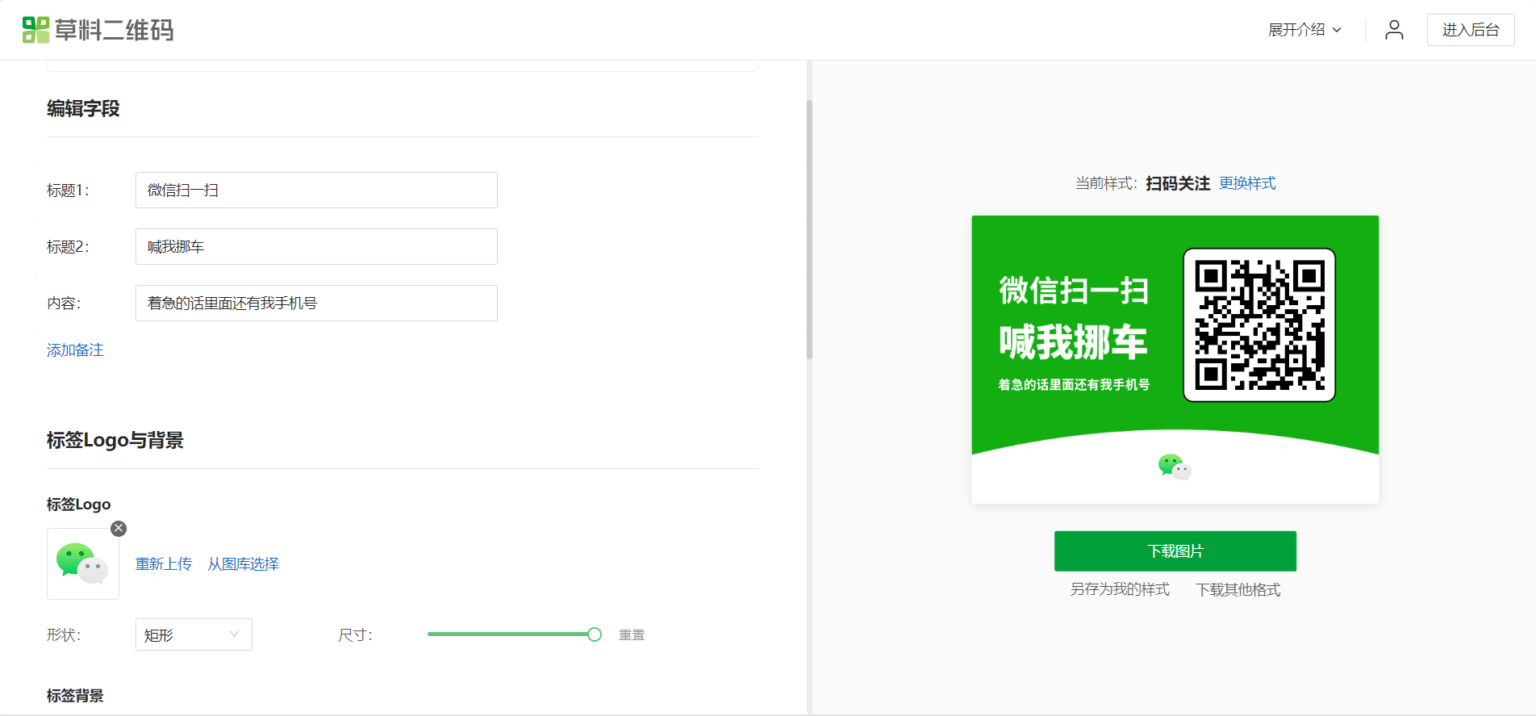 草料二维码
展开介绍
进入后台
编辑字段
标题1：
微信扫一扫
标题2：
喊我挪车
内容：
着急的话里面还有我手机号
添加备注
标签Logo与背景
标签Logo
重新上传 从图库选择
形状：
矩形
尺寸：
重置
标签背景
当前样式：扫码关注 更换样式
微信扫一扫
喊我挪车
着急的话里面还有我手机号
下载图片
另存为我的样式 下载其他格式